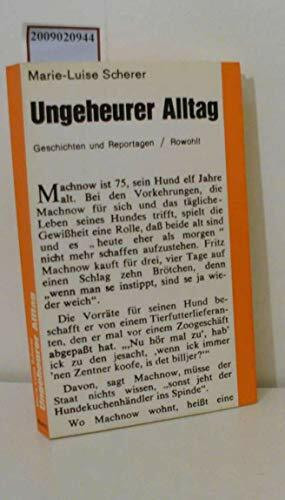 2009020944
Marie-Luise Scherer
Ungeheurer Alltag
Geschichten und Reportagen / Rowohlt
Machnow ist 75, sein Hund elf Jahre
alt. Bei den Vorkehrungen, die
Machnow für sich und das tägliche
Leben seines Hundes trifft, spielt die
Gewißheit eine Rolle, daß beide alt sind
und es „heute eher als morgen"
nicht mehr schaffen aufzustehen. Fritz
Machnow kauft für drei, vier Tage auf
einen Schlag zehn Brötchen, denn
„wenn man se instippt, sind se ja wie-
der weich".
Die Vorräte für seinen Hund be-
schafft er von einem Tierfutterlieferan-
ten, den er mal vorm Zoogeschäft
abgepaßt hat. „‚Nu hör mal zu', hab'
ick zu den jesacht, ‚wenn ick immer
nen Zentner koofe, is det billjer?'"
Davon, sagt Machnow, müsse der
Staat nichts wissen, „sonst jeht der
Hundekuchenhändler ins Spinde".
Wo Machnow wohnt, heißt eine
Ungeheurer Alltag